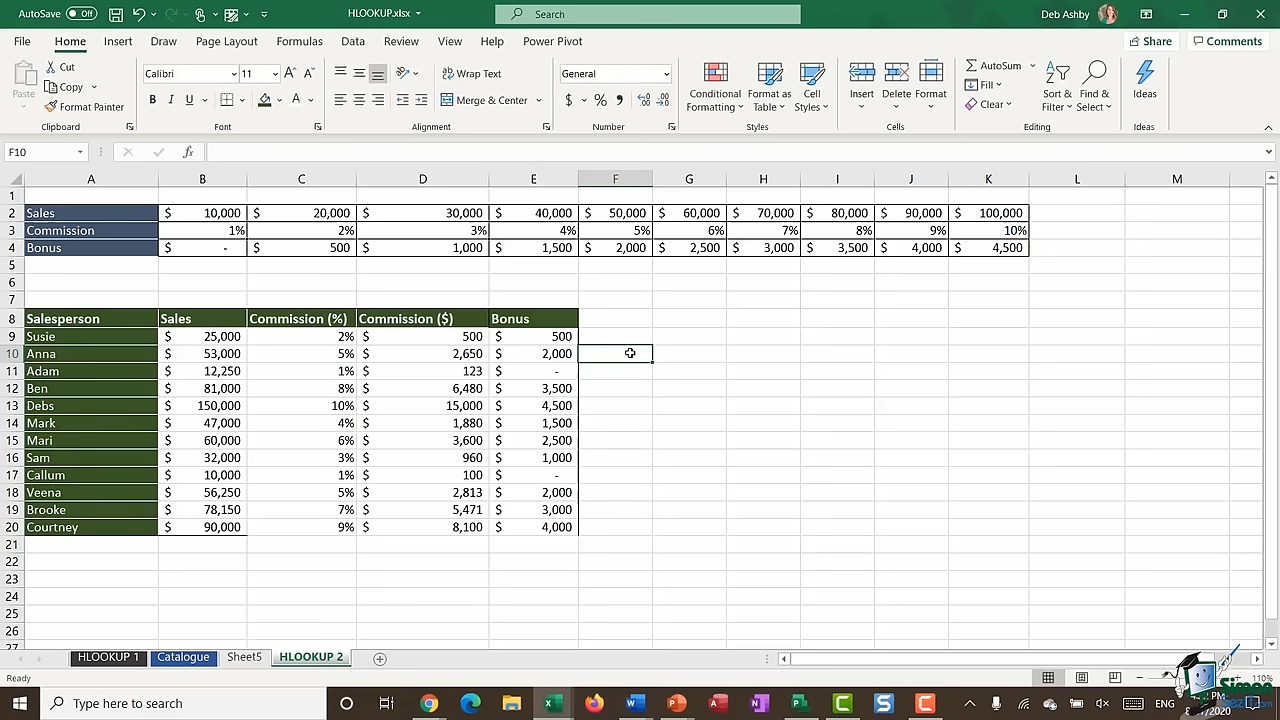 AutoSave Off HLOOKUP.xlsx Search Deb Ashby
File Home Insert Draw Page Layout Formulas Data Review View Help Power Pivot Share Comments
Paste Cut Copy Format Painter Clipboard
Calibri 11 B I U A Font
Wrap Text Merge & Center Alignment
General $ % , Number
Conditional Formatting Format as Table Cell Styles Styles
Insert Delete Format Cells
AutoSum Fill Clear Sort & Filter Find & Select Editing
Ideas Ideas
F10 fx
A B C D E F G H I J K L M
1
2 Sales $ 10,000 $ 20,000 $ 30,000 $ 40,000 $ 50,000 $ 60,000 $ 70,000 $ 80,000 $ 90,000 $ 100,000
3 Commission 1% 2% 3% 4% 5% 6% 7% 8% 9% 10%
4 Bonus $ - $ 500 $ 1,000 $ 1,500 $ 2,000 $ 2,500 $ 3,000 $ 3,500 $ 4,000 $ 4,500
5
6
7
8 Salesperson Sales Commission (%) Commission ($) Bonus
9 Susie $ 25,000 2% $ 500 $ 500
10 Anna $ 53,000 5% $ 2,650 $ 2,000
11 Adam $ 12,250 1% $ 123 $ -
12 Ben $ 81,000 8% $ 6,480 $ 3,500
13 Debs $ 150,000 10% $ 15,000 $ 4,500
14 Mark $ 47,000 4% $ 1,880 $ 1,500
15 Mari $ 60,000 6% $ 3,600 $ 2,500
16 Sam $ 32,000 3% $ 960 $ 1,000
17 Callum $ 10,000 1% $ 100 $ -
18 Veena $ 56,250 5% $ 2,813 $ 2,000
19 Brooke $ 78,150 7% $ 5,471 $ 3,000
20 Courtney $ 90,000 9% $ 8,100 $ 4,000
21
22
23
24
25
26
27
HLOOKUP 1 Catalogue Sheet5 HLOOKUP 2
Ready 110%
Type here to search